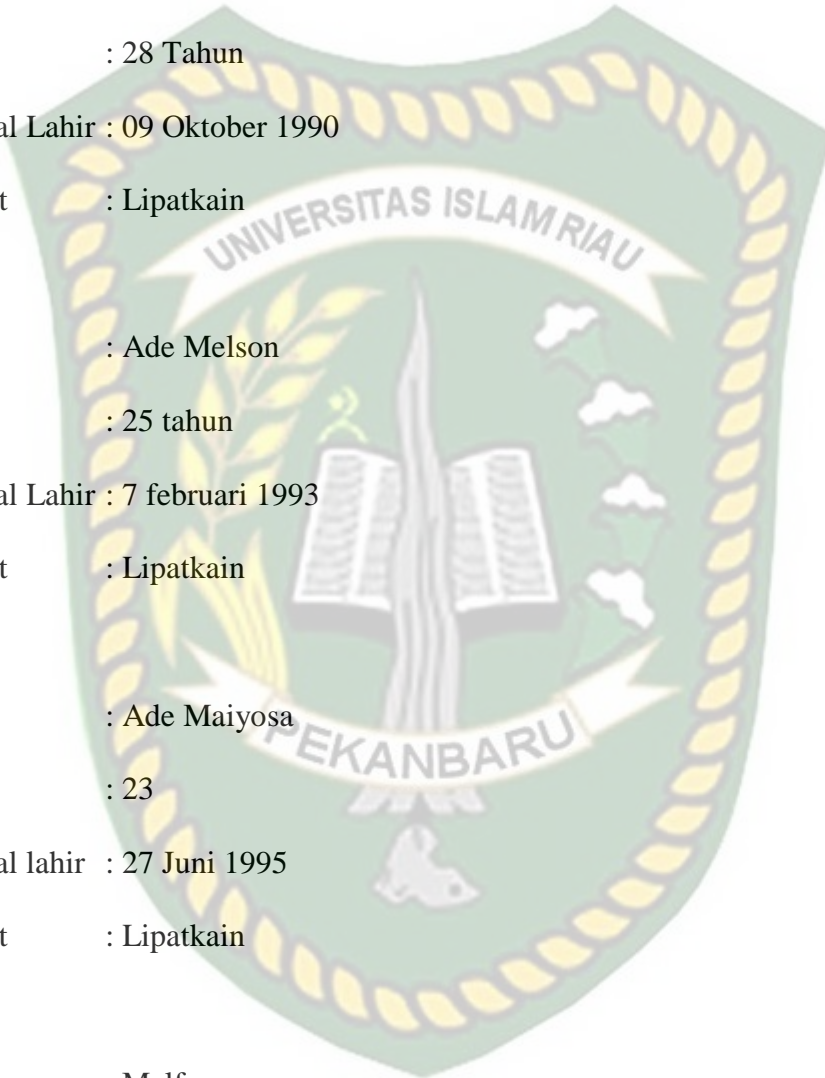 : 28 Tahun
al Lahir : 09 Oktober 1990
t : Lipatkain
UNIVERSITAS ISLAM RIAU
: Ade Melson
: 25 tahun
al Lahir : 7 februari 1993
t : Lipatkain
: Ade Maiyosa
PEKANBARU
: 23
al lahir : 27 Juni 1995
t : Lipatkain